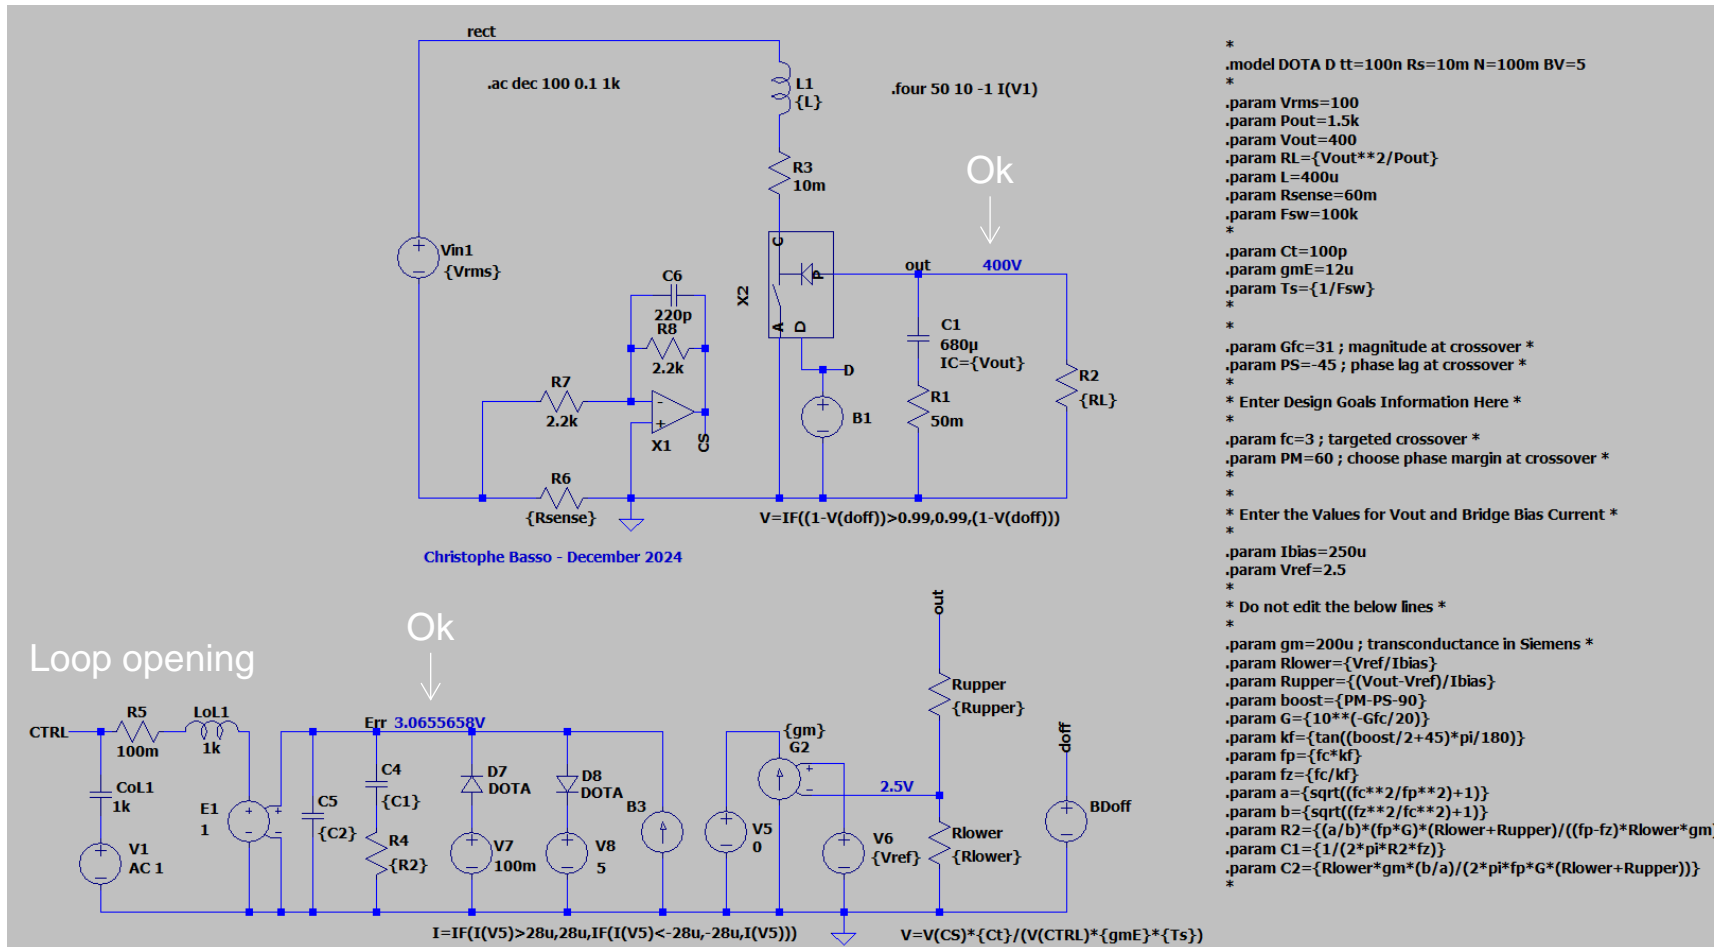 rect
.ac dec 100 0.1 1k
L1
{L}
.four 50 10 -1 I(V1)
R3
10m
Ok
Vin1
{Vrms}
C
P
A
D
X2
out
400V
C6
220p
R8
2.2k
R7
2.2k
X1
CS
R6
{Rsense}
D
B1
C1
680µ
IC={Vout}
R1
50m
R2
{RL}
V=IF((1-V(doff))>0.99,0.99,(1-V(doff)))
Christophe Basso - December 2024
*
.model DOTA D tt=100n Rs=10m N=100m BV=5
*
.param Vrms=100
.param Pout=1.5k
.param Vout=400
.param RL={Vout**2/Pout}
.param L=400u
.param Rsense=60m
.param Fsw=100k
*
.param Ct=100p
.param gmE=12u
.param Ts={1/Fsw}
*
*
.param Gfc=31 ; magnitude at crossover *
.param PS=-45 ; phase lag at crossover *
*
* Enter Design Goals Information Here *
*
.param fc=3 ; targeted crossover *
.param PM=60 ; choose phase margin at crossover *
*
*
* Enter the Values for Vout and Bridge Bias Current *
*
.param Ibias=250u
.param Vref=2.5
*
* Do not edit the below lines *
*
.param gm=200u ; transconductance in Siemens *
.param Rlower={Vref/Ibias}
.param Rupper={(Vout-Vref)/Ibias}
.param boost={PM-PS-90}
.param G={10**(-Gfc/20)}
.param kf={tan((boost/2+45)*pi/180)}
.param fp={fc*kf}
.param fz={fc/kf}
.param a={sqrt((fc**2/fp**2)+1)}
.param b={sqrt((fz**2/fc**2)+1)}
.param R2={(a/b)*(fp*G)*(Rlower+Rupper)/((fp-fz)*Rlower*gm)
.param C1={1/(2*pi*R2*fz)}
.param C2={Rlower*gm*(b/a)/(2*pi*fp*G*(Rlower+Rupper))}
*
Loop opening
Ok
CTRL
R5
100m
LoL1
1k
Err 3.0655658V
CoL1
1k
V1
AC 1
E1
1
C5
{C2}
C4
{C1}
R4
{R2}
D7
DOTA
V7
100m
D8
DOTA
V8
5
B3
V5
0
{gm}
G2
V6
{Vref}
2.5V
out
Rupper
{Rupper}
Rlower
{Rlower}
doff
BDoff
I=IF(I(V5)>28u,28u,IF(I(V5)<-28u,-28u,I(V5)))
V=V(CS)*{Ct}/(V(CTRL)*{gmE}*{Ts})